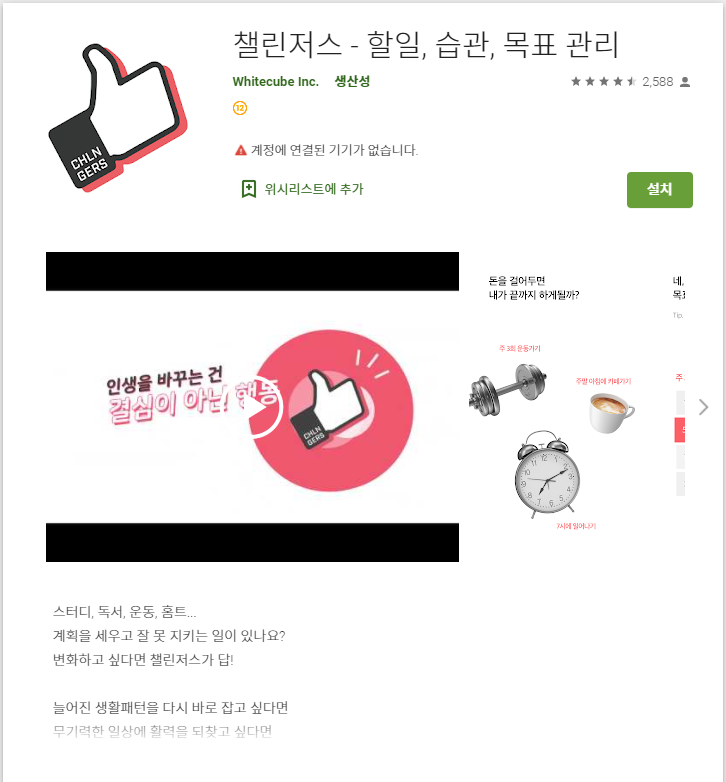 챌린저스 - 할일, 습관, 목표 관리
Whitecube Inc. 생산성
2,588
12
계정에 연결된 기기가 없습니다.
위시리스트에 추가
설치
CHLN
GERS
인생을 바꾸는 건
결심이 아닌 행동
CHLN
GERS
돈을 걸어두면
내가 끝까지 하게될까?
주 3회 운동가기
주말 아침에 카페가기
7시에 일어나기
네,
Tip,
주
스터디, 독서, 운동, 홈트...
계획을 세우고 잘 못 지키는 일이 있나요?
변화하고 싶다면 챌린저스가 답!
늘어진 생활패턴을 다시 바로 잡고 싶다면
무기력한 일상에 활력을 되찾고 싶다면